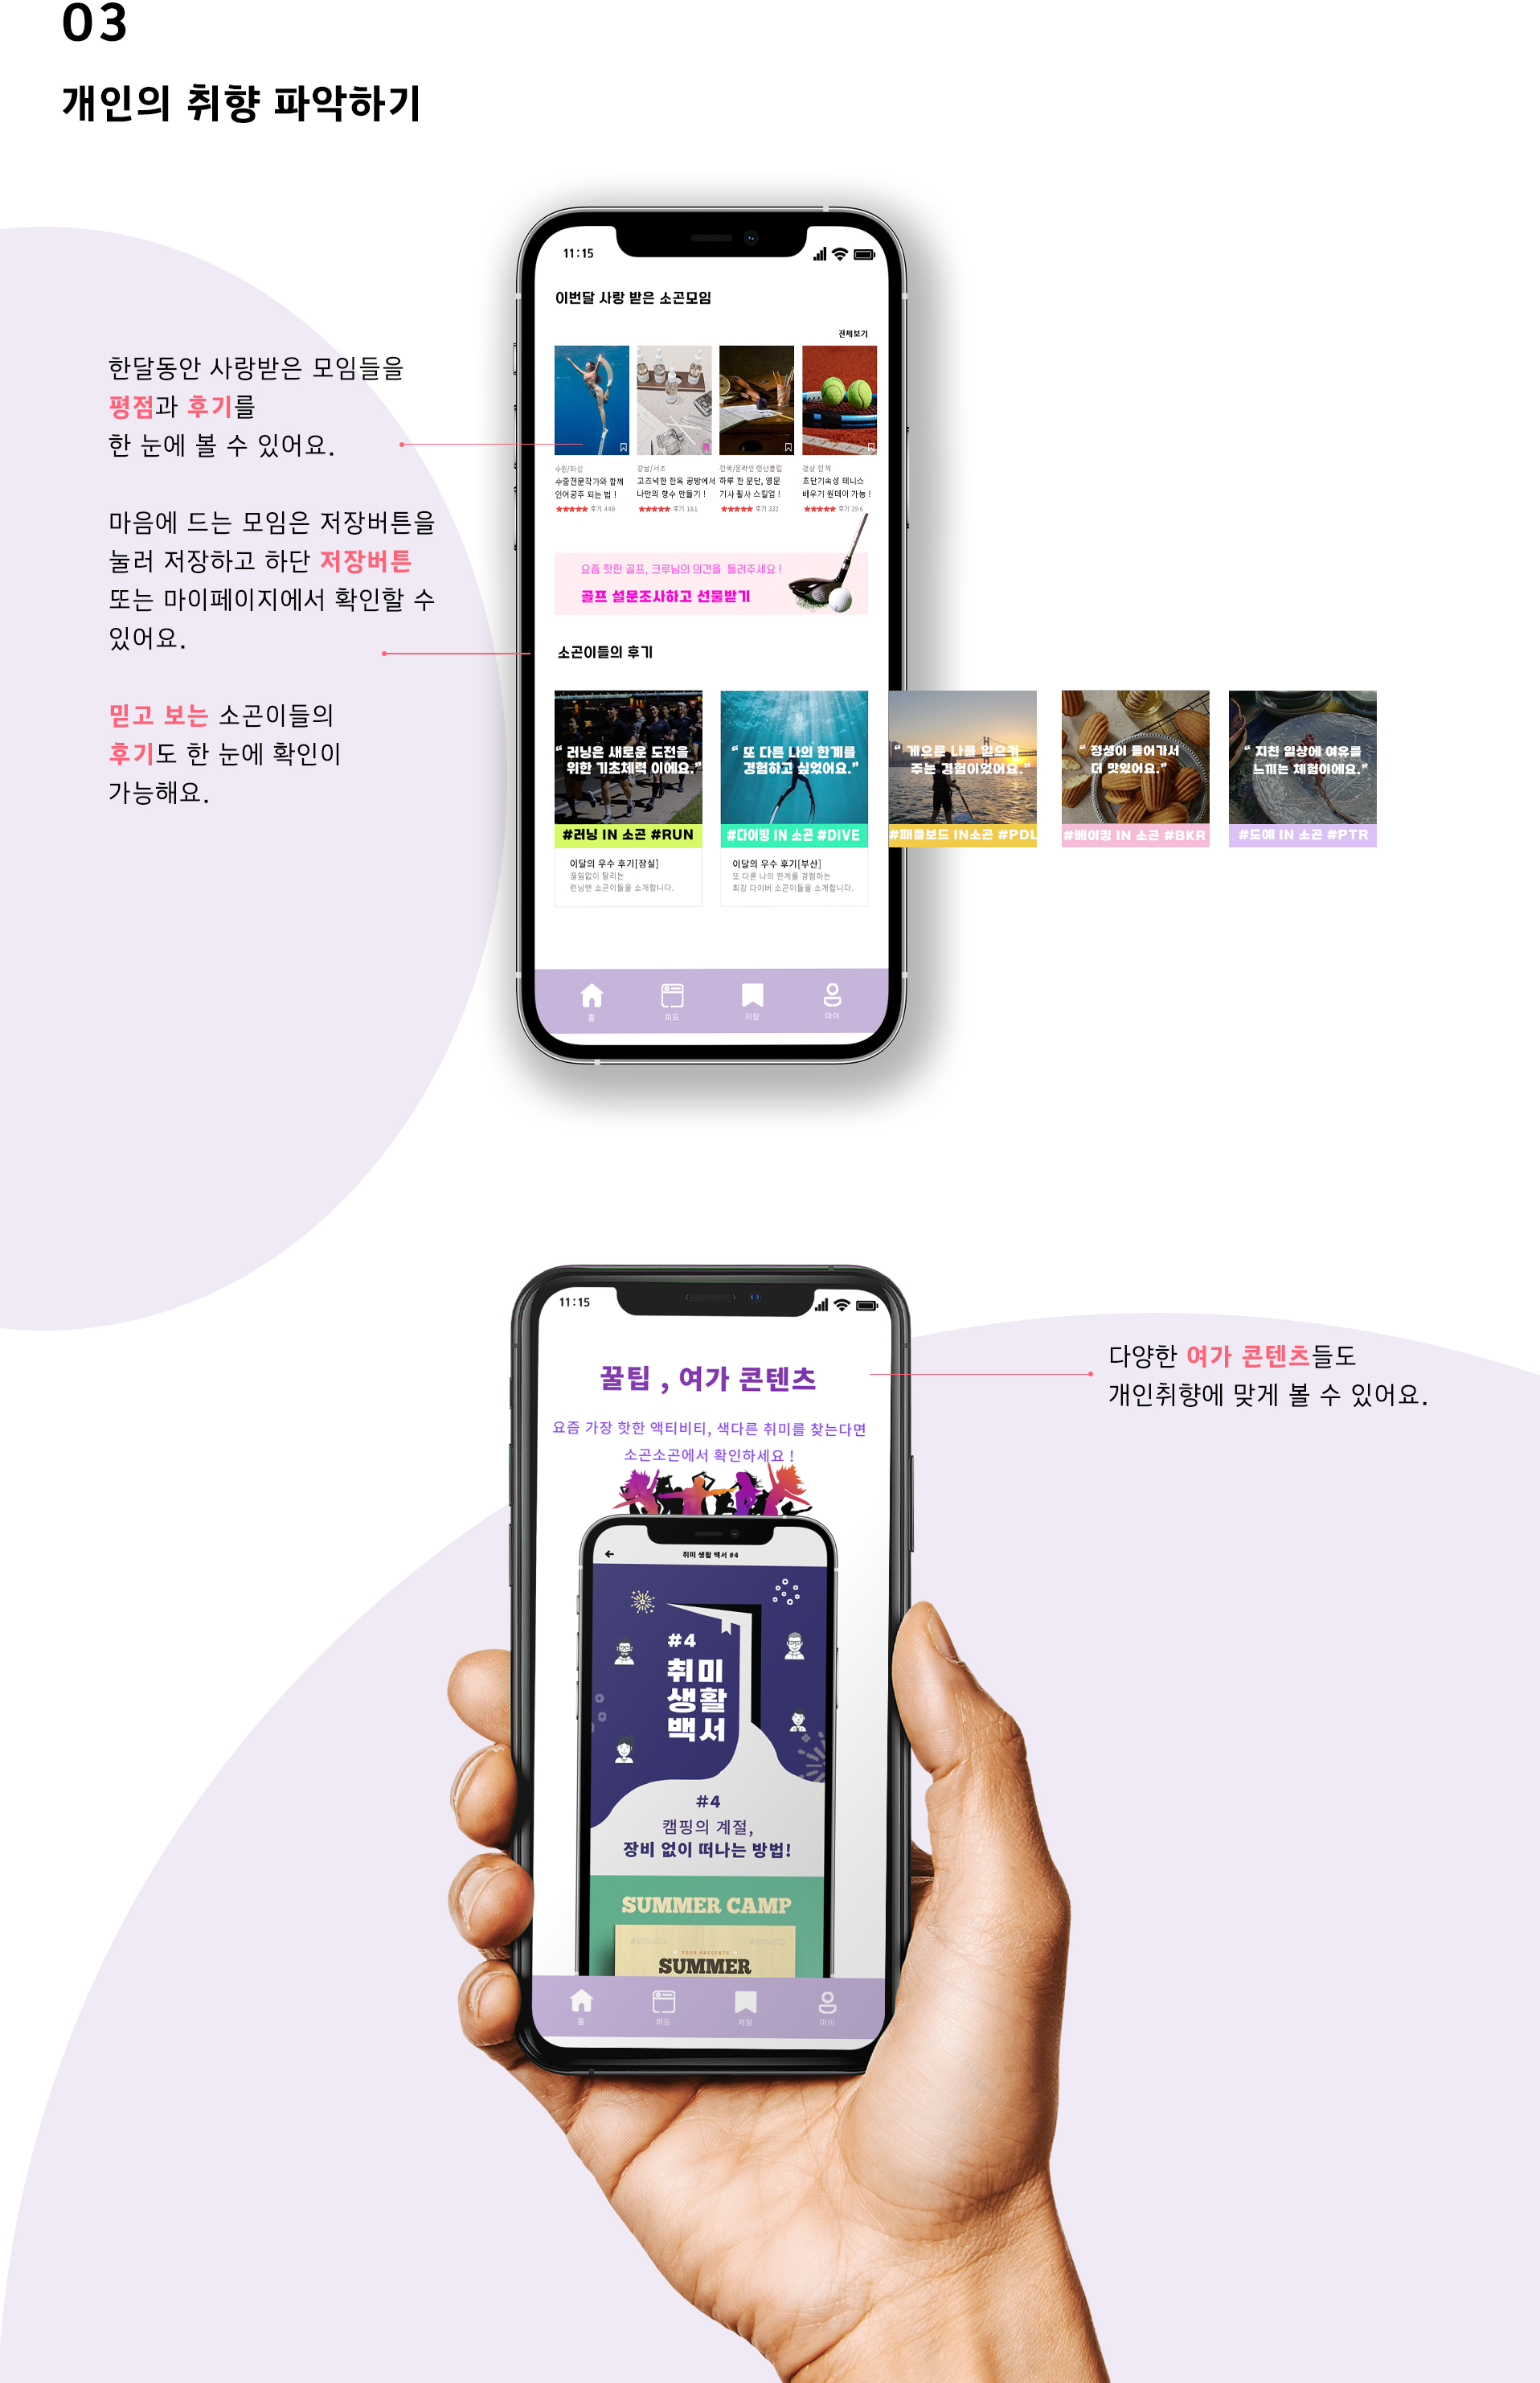 03
개인의 취향 파악하기
한달동안 사랑받은 모임들을
평점과 후기를
한 눈에 볼 수 있어요.
마음에 드는 모임은 저장버튼을
눌러 저장하고 하단 저장버튼
또는 마이페이지에서 확인할 수
있어요.
믿고 보는 소곤이들의
후기도 한 눈에 확인이
가능해요.
11:15
이번달 사랑 받은 소곤모임
전체보기
수원/화성
수중전문작가와 함께
인어공주 되는 법 !
★★★★★ 후기 449
강남/서초
고즈넉한 한옥 공방에서
나만의 향수 만들기 !
★★★★★ 후기 181
전국/온라인 랜선클럽
하루 한 문단, 영문
기사 필사 스킬업 !
★★★★★ 후기 332
경상 전체
초단기속성 테니스
배우기 원데이 가능 !
★★★★★ 후기 296
요즘 핫한 골프, 크루님의 의견을 들려주세요 !
골프 설문조사하고 선물받기
소곤이들의 후기
“ 러닝은 새로운 도전을
위한 기초체력 이에요.”
#러닝 IN 소곤 #RUN
이달의 우수 후기[잠실]
끊임없이 달리는
런닝맨 소곤이들을 소개합니다.
“ 또 다른 나의 한계를
경험하고 싶었어요.”
#다이빙 IN 소곤 #DIVE
이달의 우수 후기[부산]
또 다른 나의 한계를 경험하는
최강 다이버 소곤이들을 소개합니다.
“ 게으른 나를 일으켜
주는 경험이었어요.”
#패들보드 IN소곤 #PDL
“ 정성이 들어가서
더 맛있어요.”
#베이킹 IN 소곤 #BKR
“ 지친 일상에 여유를
느끼는 체험이에요.”
#도예 IN 소곤 #PTR
홈
피드
저장
마이
11:15
꿀팁 , 여가 콘텐츠
요즘 가장 핫한 액티비티, 색다른 취미를 찾는다면
소곤소곤에서 확인하세요 !
취미 생활 백서 #4
#4
취미
생활
백서
#4
캠핑의 계절,
장비 없이 떠나는 방법!
SUMMER CAMP
envato
envato
YOUR PRESENTS
SUMMER
홈
피드
저장
마이
다양한 여가 콘텐츠들도
개인취향에 맞게 볼 수 있어요.